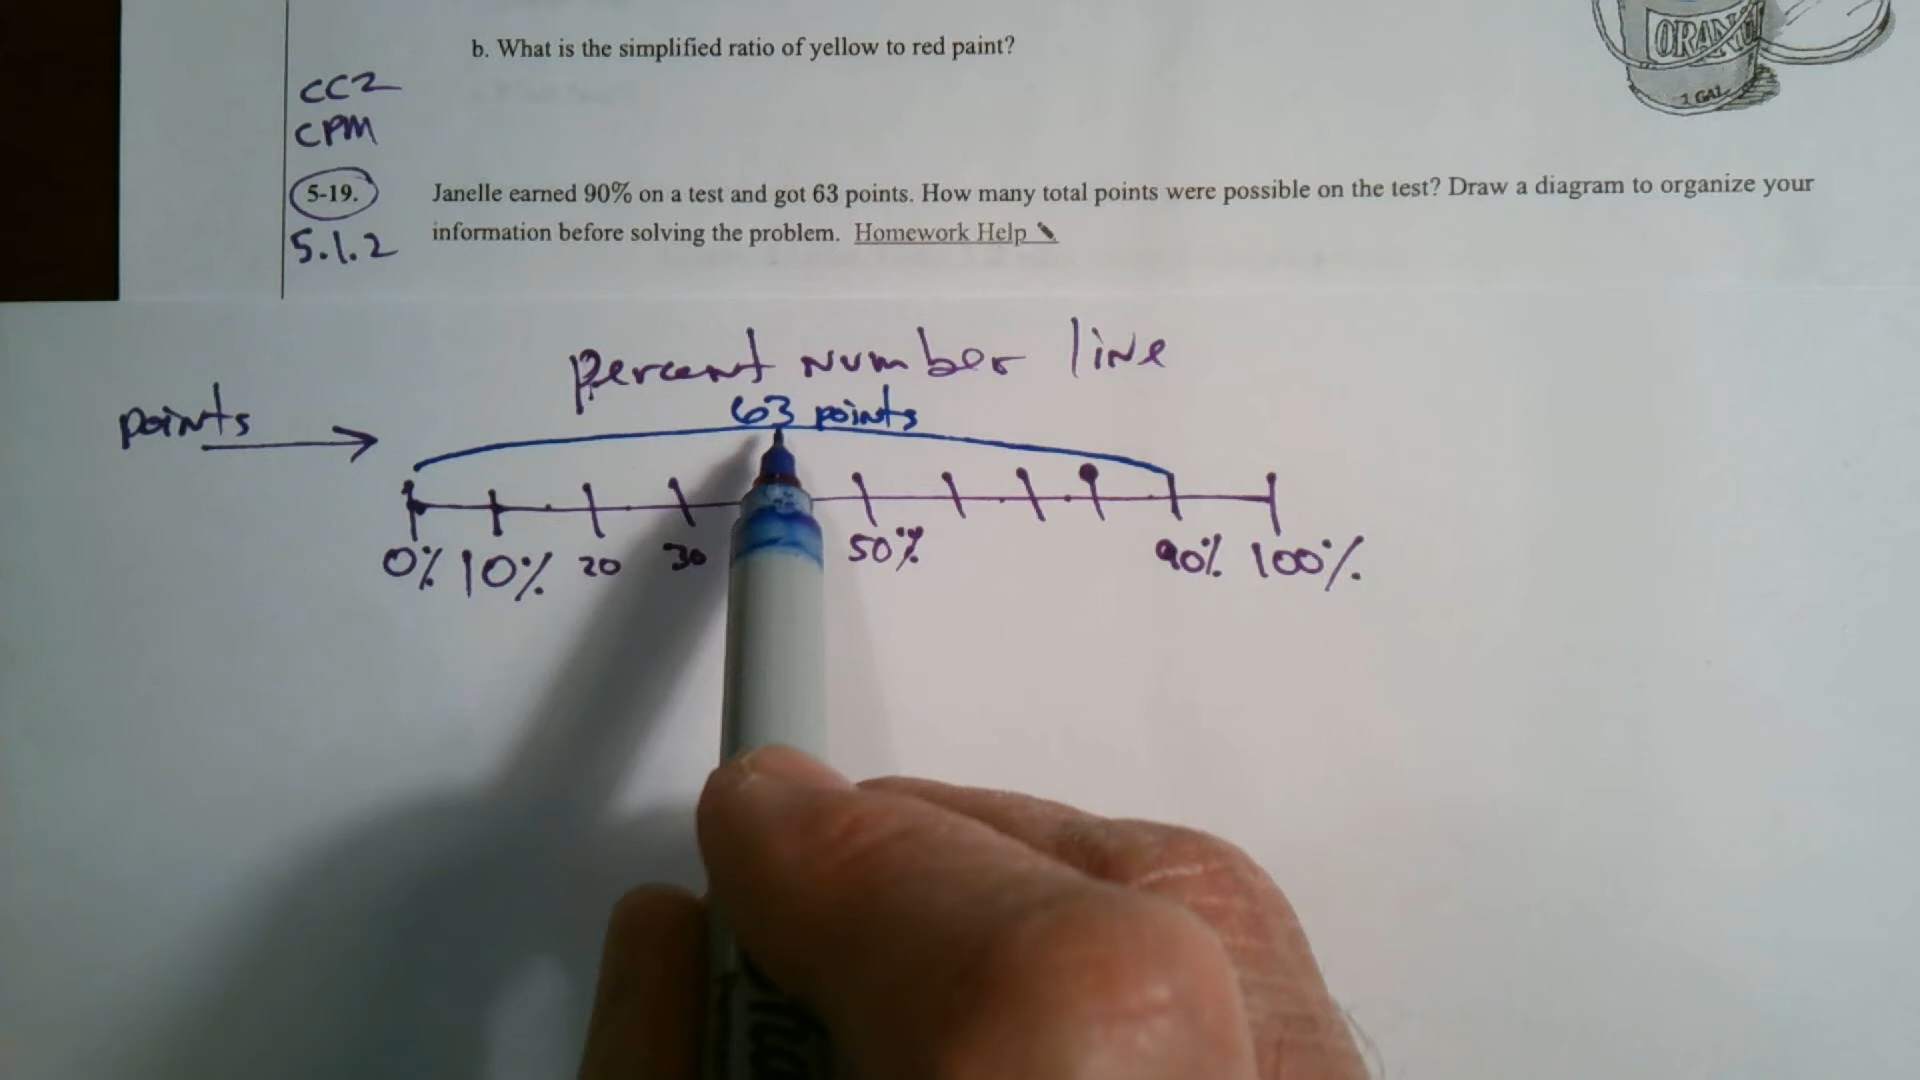 b. What is the simplified ratio of yellow to red paint?
1 GAL
CC2
CPM
5-19. Janelle earned 90% on a test and got 63 points. How many total points were possible on the test? Draw a diagram to organize your
information before solving the problem. Homework Help
5.1.2
percent number line
points
63 points
0% 10% 20 30 50% 90% 100%